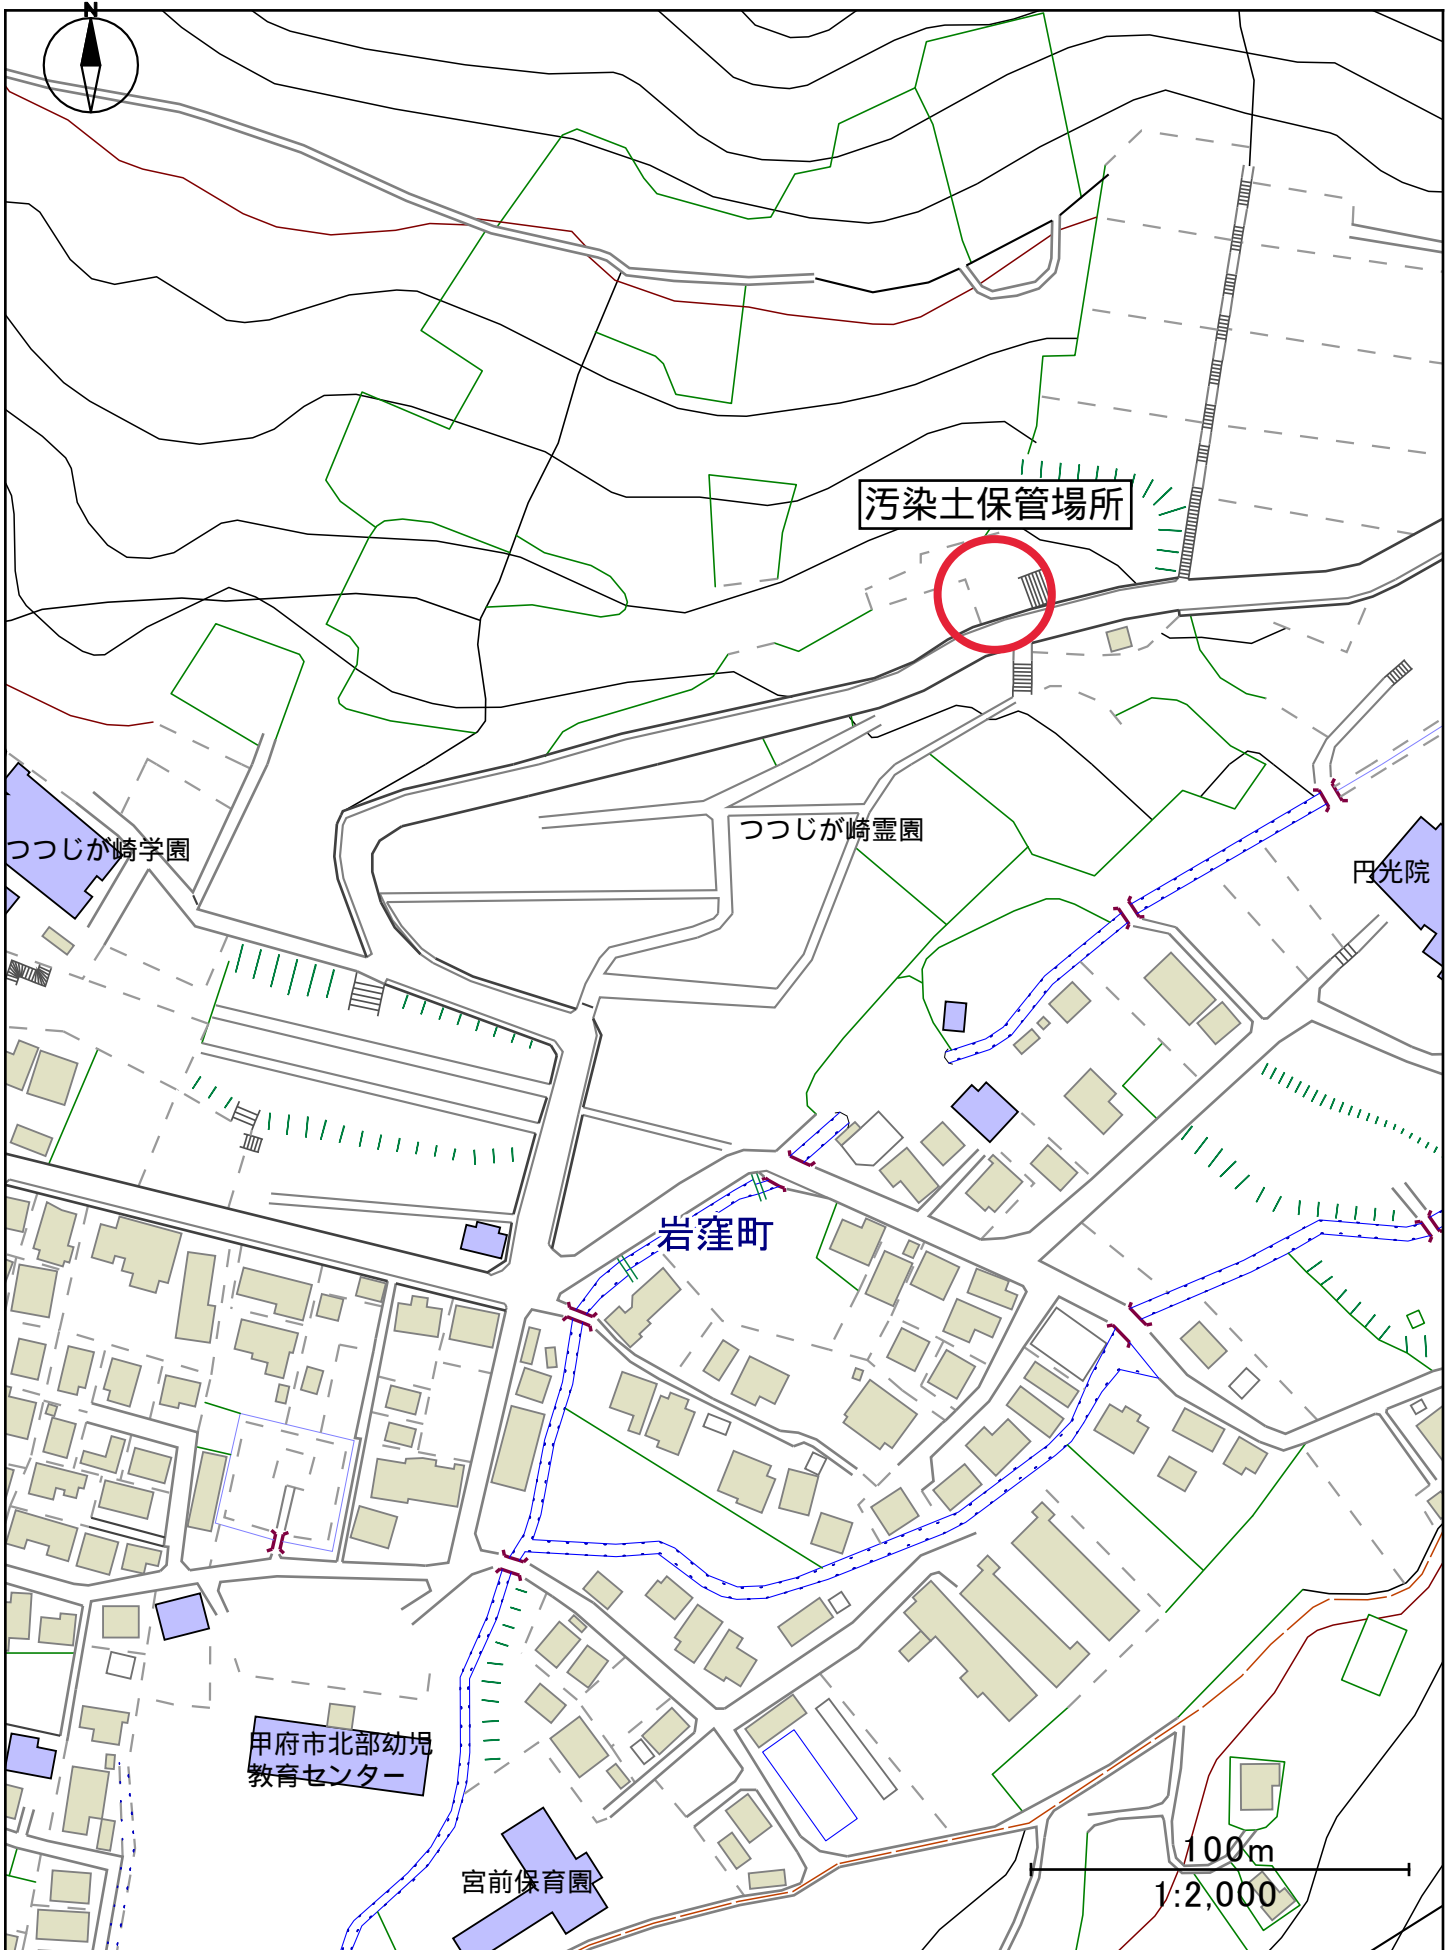 N
汚染土保管場所
つつじが崎霊園
つつじが崎学園
円光院
岩窪町
甲府市北部幼児
教育センター
宮前保育園
100m
1:2,000